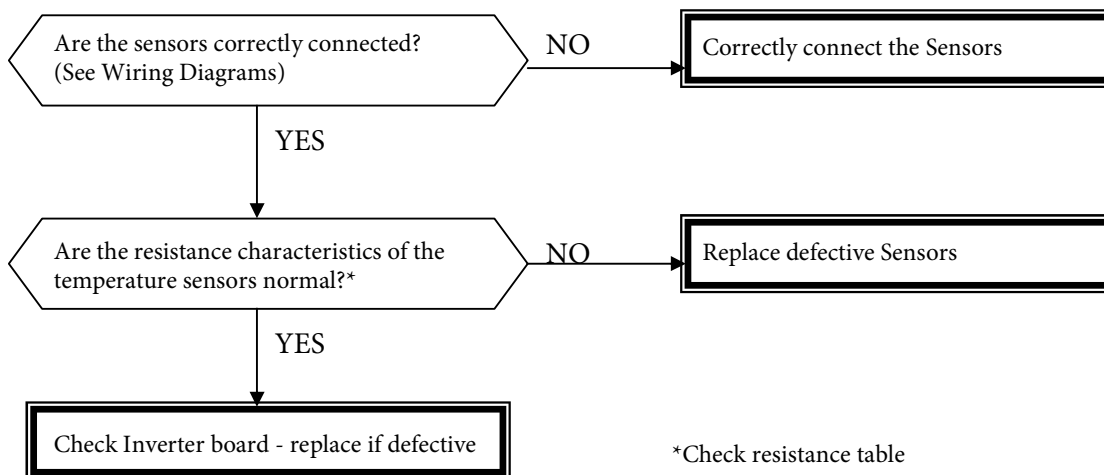 Are the sensors correctly connected?
(See Wiring Diagrams)
NO
Correctly connect the Sensors
YES
Are the resistance characteristics of the
temperature sensors normal?*
NO
Replace defective Sensors
YES
Check Inverter board - replace if defective
*Check resistance table